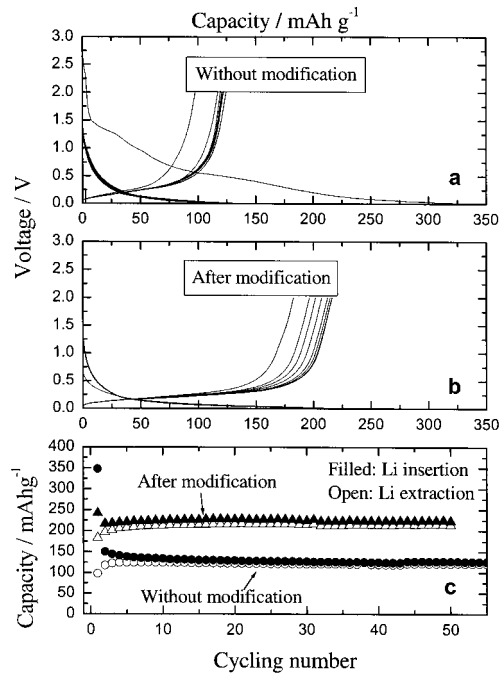 Capacity / mAh g-1
3.0
2.5
2.0
1.5
1.0
0.5
0.0
Without modification
a
0 50 100 150 200 250 300 350
Voltage / V
3.0
2.5
2.0
1.5
1.0
0.5
0.0
After modification
b
0 50 100 150 200 250 300 350
Capacity / mAhg-1
400
350
300
250
200
150
100
50
0
Filled: Li insertion
Open: Li extraction
After modification
Without modification
c
0 10 20 30 40 50
Cycling number